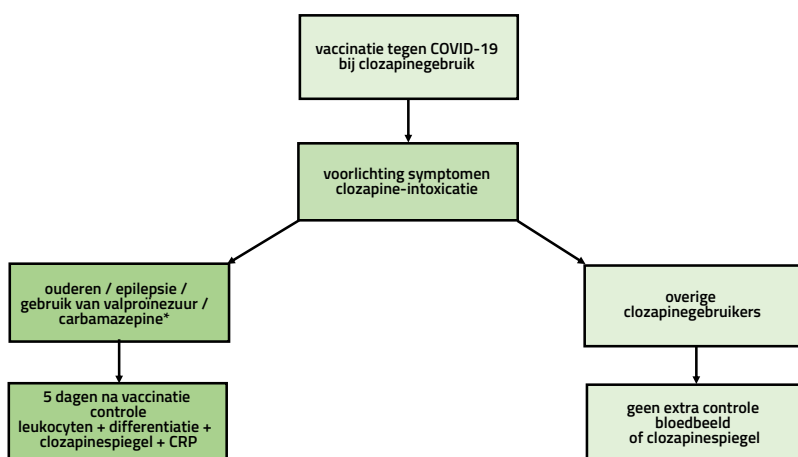 vaccinatie tegen COVID-19
bij clozapinegebruik
voorlichting symptomen
clozapine-intoxicatie
ouderen / epilepsie /
gebruik van valproïnezuur /
carbamazepine*
overige
clozapinegebruikers
5 dagen na vaccinatie
controle
leukocyten + differentiatie +
clozapinespiegel + CRP
geen extra controle
bloedbeeld
of clozapinespiegel